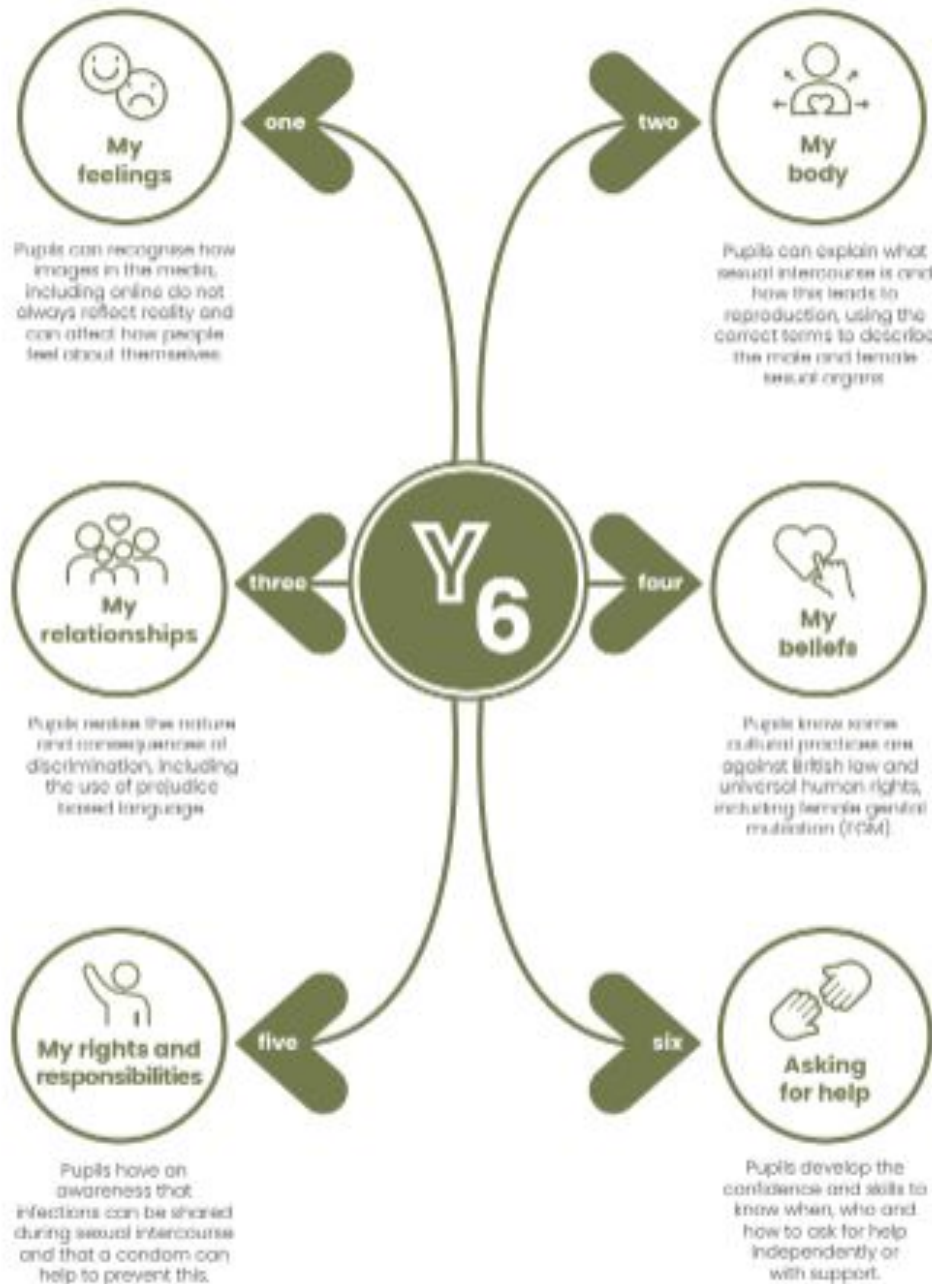 one
My
feelings
Pupils can recognise how
images in the media,
including online do not
always reflect reality and
can affect how people
feel about themselves
two
My
body
Pupils can explain what
sexual intercourse is and
how this leads to
reproduction, using the
correct terms to describe
the male and female
sexual organs
Y6
three
My
relationships
Pupils realise the nature
and consequences of
discrimination, including
the use of prejudice
based language
four
My
beliefs
Pupils know some
cultural practices are
against British law and
universal human rights,
including female genital
mutilation (FGM)
five
My rights and
responsibilities
Pupils have an
awareness that
infections can be shared
during sexual intercourse
and that a condom can
help to prevent this.
six
Asking
for help
Pupils develop the
confidence and skills to
know when, who and
how to ask for help
independently or
with support.